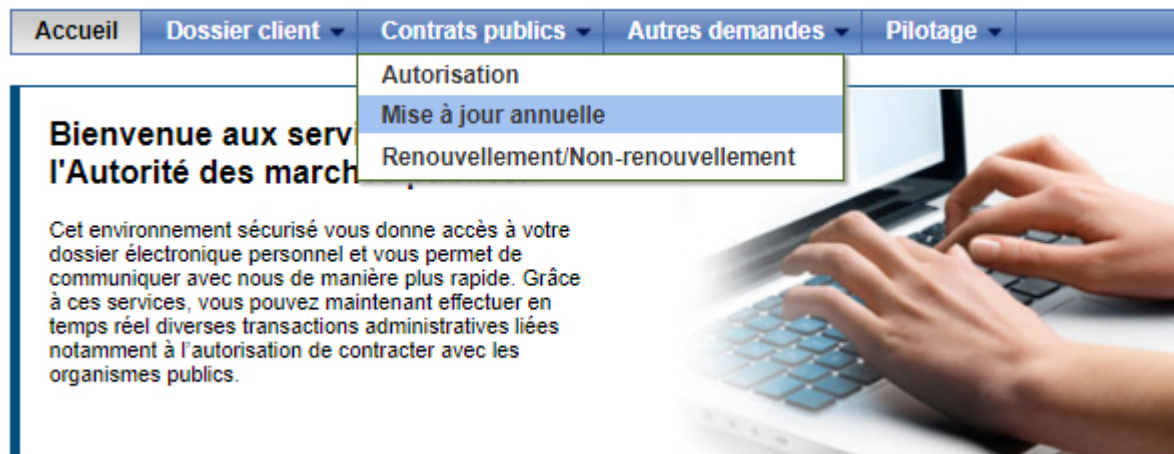 Accueil Dossier client Contrats publics Autres demandes Pilotage
Autorisation
Mise à jour annuelle
Renouvellement/Non-renouvellement
Bienvenue aux
l'Autorité des
Cet environnement sécurisé vous donne accès à votre
dossier électronique personnel et vous permet de
communiquer avec nous de manière plus rapide. Grâce
à ces services, vous pouvez maintenant effectuer en
temps réel diverses transactions administratives liées
notamment à l'autorisation de contracter avec les
organismes publics.